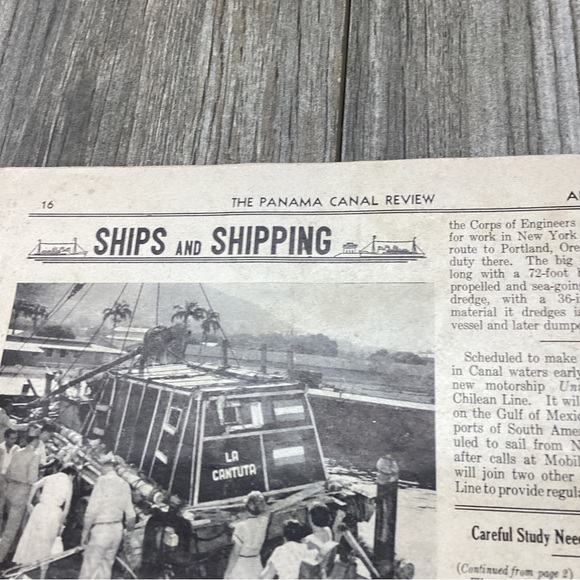 16
THE PANAMA CANAL REVIEW
SHIPS AND SHIPPING
LA
CANTUTA
the Corps of Engineers
for work in New York
route to Portland, Ore
duty there. The big
long with a 72-foot
propelled and sea-goin
dredge, with a 36-i
material it dredges
vessel and later dump
Scheduled to make
in Canal waters early
new motorship
Chilean Line. It wil
on the Gulf of Mexic
ports of South Ame
uled to sail from N
after calls at Mobil
will join two other
Line to provide regul
Careful Study Nee
(Continued from page 2)